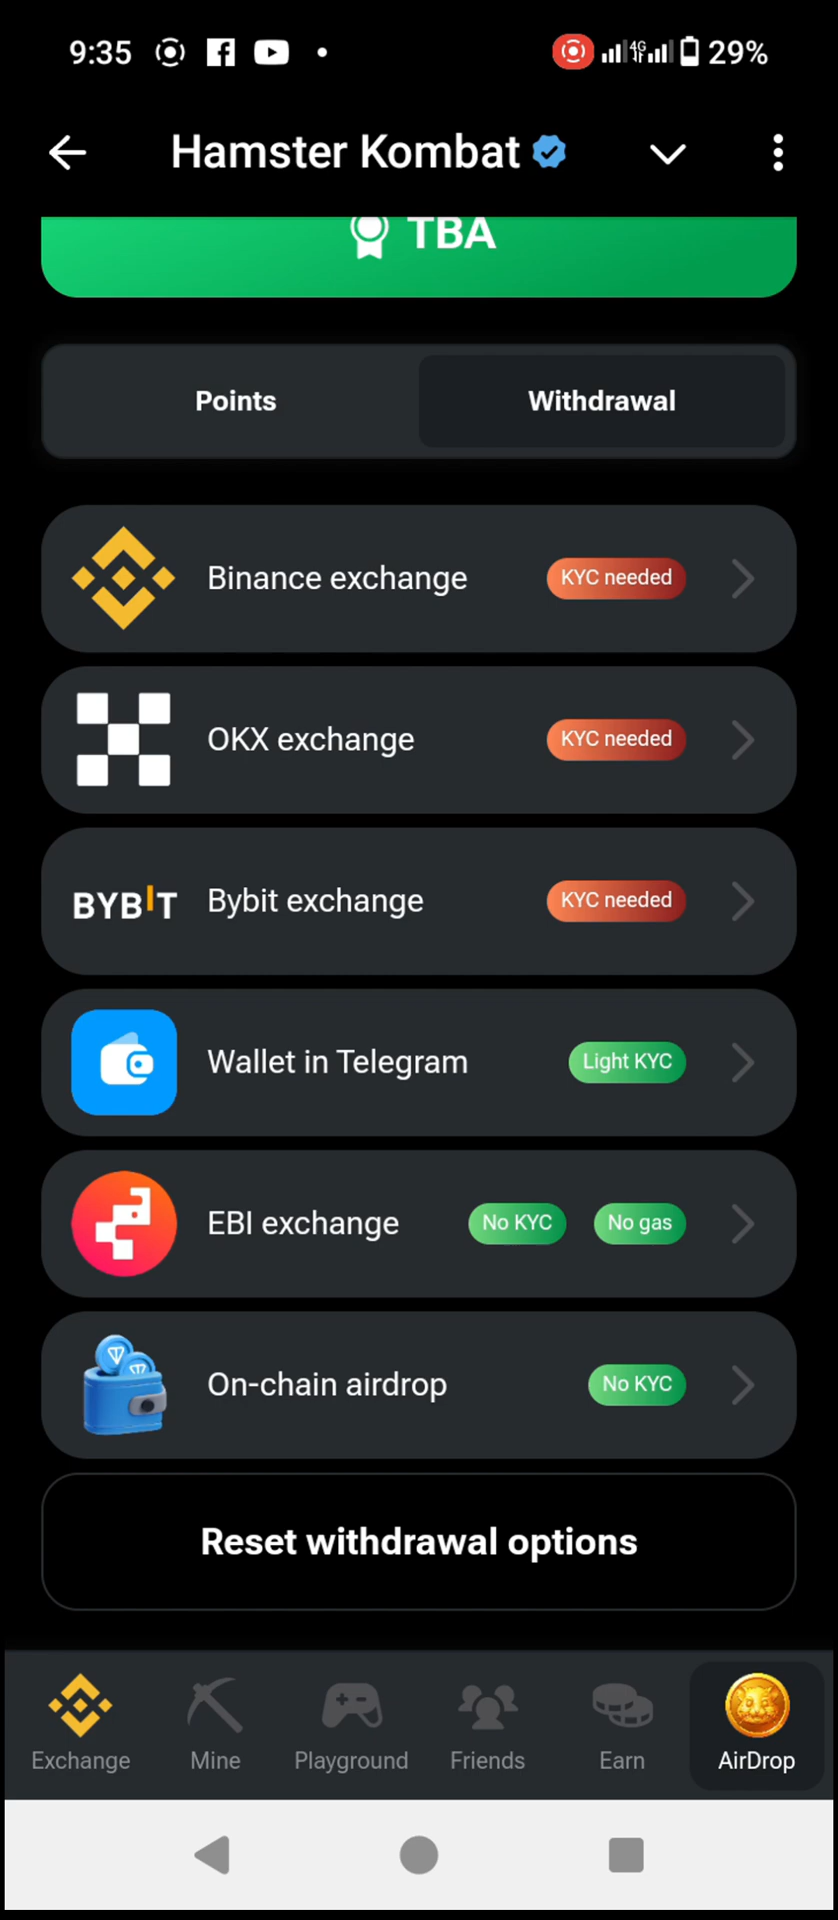 9:35 4G 29%
Hamster Kombat
TBA
Points Withdrawal
Binance exchange KYC needed
OKX exchange KYC needed
BYBIT Bybit exchange KYC needed
Wallet in Telegram Light KYC
EBI exchange No KYC No gas
On-chain airdrop No KYC
Reset withdrawal options
Exchange Mine Playground Friends Earn AirDrop